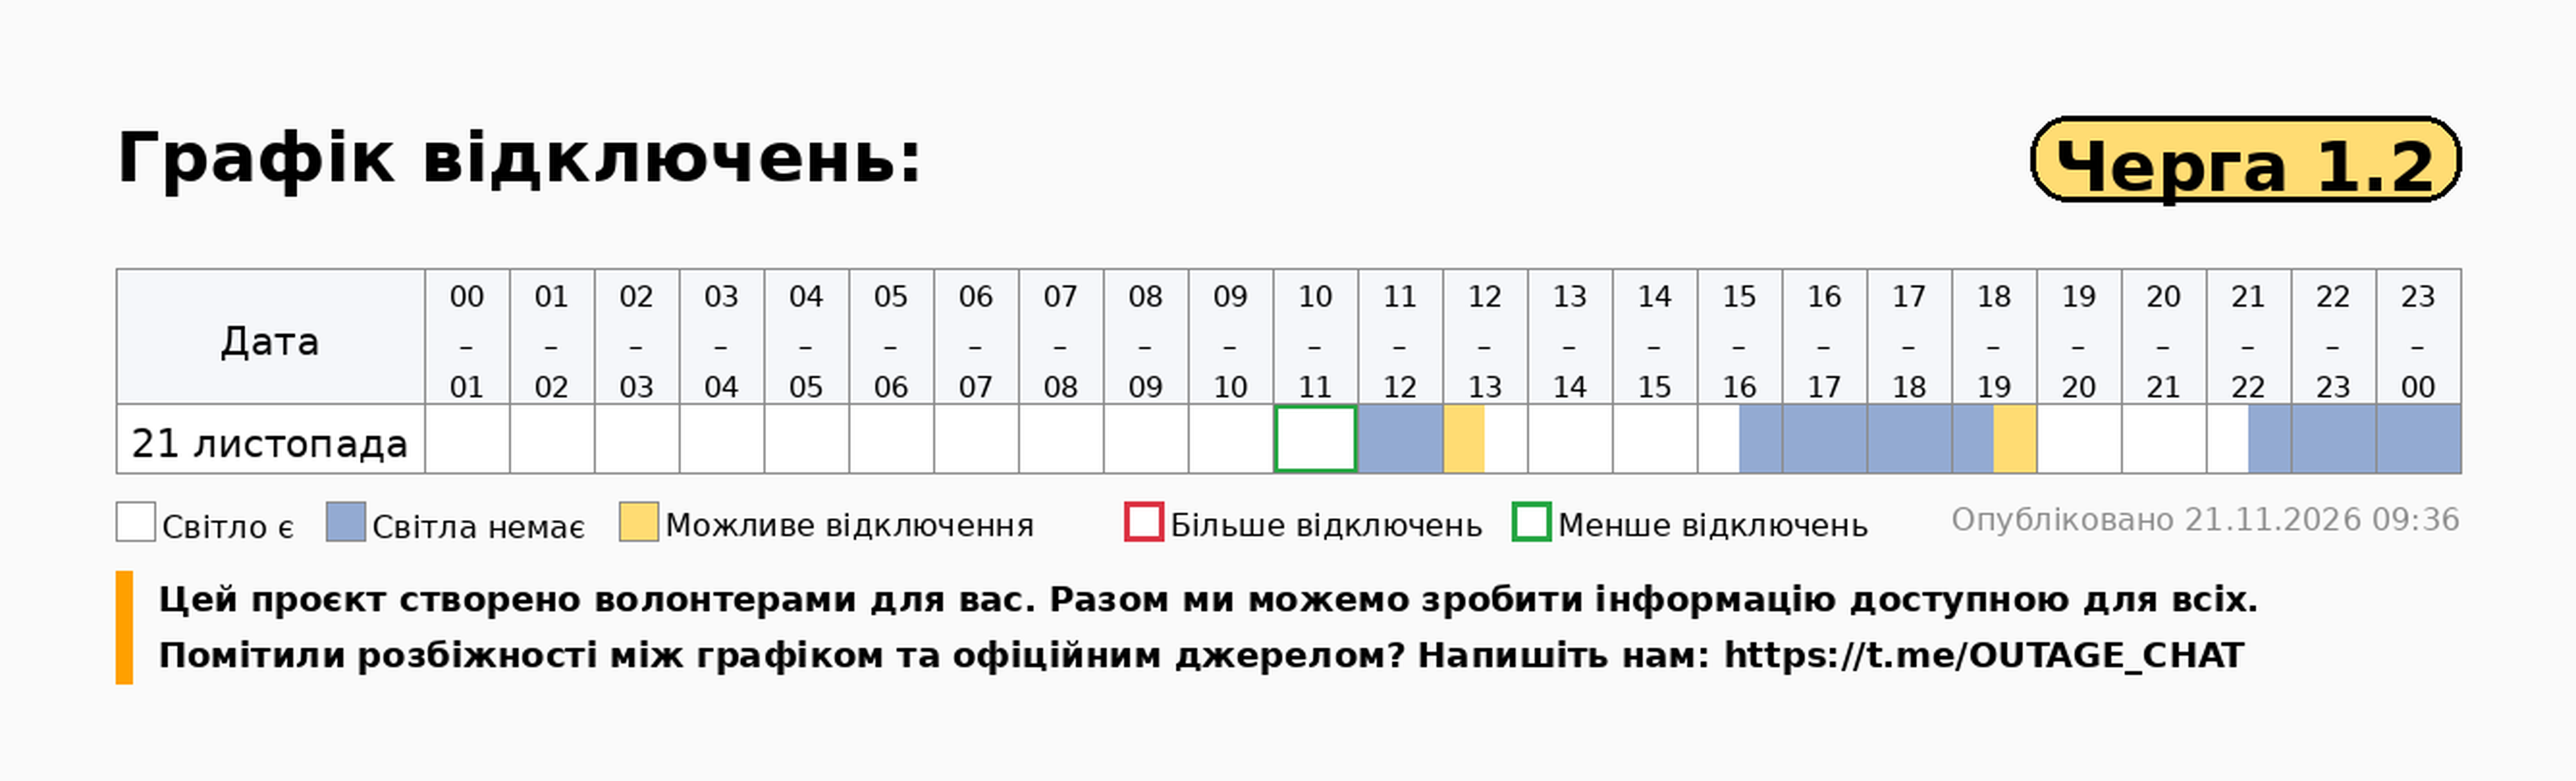 Графік відключень:
Черга 1.2
Дата
00 – 01
01 – 02
02 – 03
03 – 04
04 – 05
05 – 06
06 – 07
07 – 08
08 – 09
09 – 10
10 – 11
11 – 12
12 – 13
13 – 14
14 – 15
15 – 16
16 – 17
17 – 18
18 – 19
19 – 20
20 – 21
21 – 22
22 – 23
23 – 00
21 листопада
Світло є
Світла немає
Можливе відключення
Більше відключень
Менше відключень
Опубліковано 21.11.2026 09:36
Цей проєкт створено волонтерами для вас. Разом ми можемо зробити інформацію доступною для всіх.
Помітили розбіжності між графіком та офіційним джерелом? Напишіть нам: https://t.me/OUTAGE_CHAT